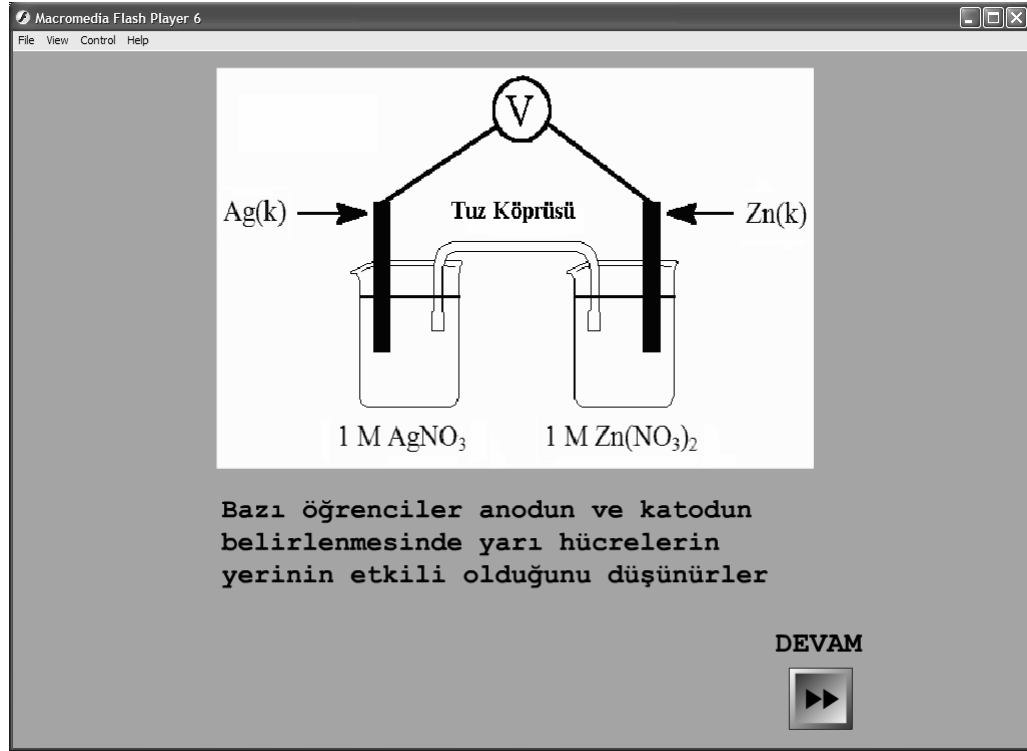 Macromedia Flash Player 6
File View Control Help
V
Ag(k) Tuz Köprüsü Zn(k)
1 M AgNO₃ 1 M Zn(NO₃)₂
Bazı öğrenciler anodun ve katodun
belirlenmesinde yarı hücrelerin
yerinin etkili olduğunu düşünürler
DEVAM